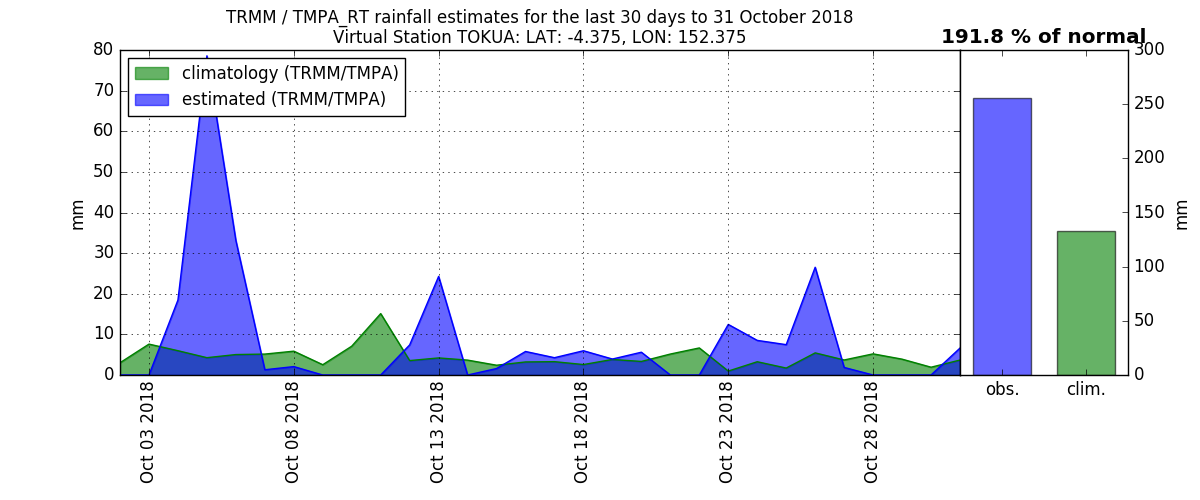 TRMM / TMPA_RT rainfall estimates for the last 30 days to 31 October 2018
Virtual Station TOKUA: LAT: -4.375, LON: 152.375
191.8 % of normal
climatology (TRMM/TMPA)
estimated (TRMM/TMPA)
mm
80
70
60
50
40
30
20
10
0
Oct 03 2018
Oct 08 2018
Oct 13 2018
Oct 18 2018
Oct 23 2018
Oct 28 2018
obs.
clim.
300
250
200
150
100
50
0
mm